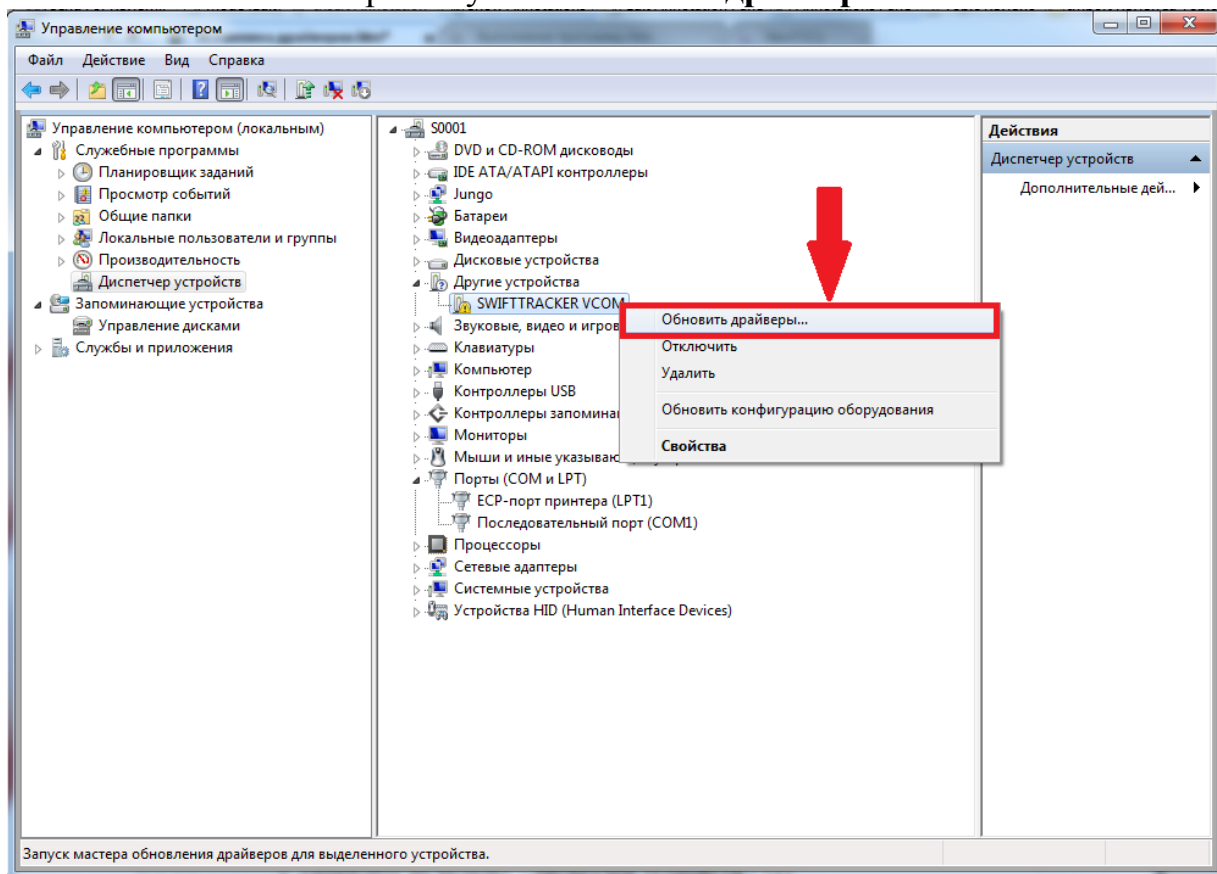 Управление компьютером
Файл Действие Вид Справка
Управление компьютером (локальным)
Служебные программы
Планировщик заданий
Просмотр событий
Общие папки
Локальные пользователи и группы
Производительность
Диспетчер устройств
Запоминающие устройства
Управление дисками
Службы и приложения
S0001
DVD и CD-ROM дисководы
IDE ATA/ATAPI контроллеры
Jungo
Батареи
Видеоадаптеры
Дисковые устройства
Другие устройства
SWIFTTRACKER VCOM
Звуковые, видео и игров
Клавиатуры
Компьютер
Контроллеры USB
Контроллеры запомина
Мониторы
Мыши и иные указываю
Порты (COM и LPT)
ECP-порт принтера (LPT1)
Последовательный порт (COM1)
Процессоры
Сетевые адаптеры
Системные устройства
Устройства HID (Human Interface Devices)
Обновить драйверы...
Отключить
Удалить
Обновить конфигурацию оборудования
Свойства
Действия
Диспетчер устройств
Дополнительные дей...
Запуск мастера обновления драйверов для выделенного устройства.